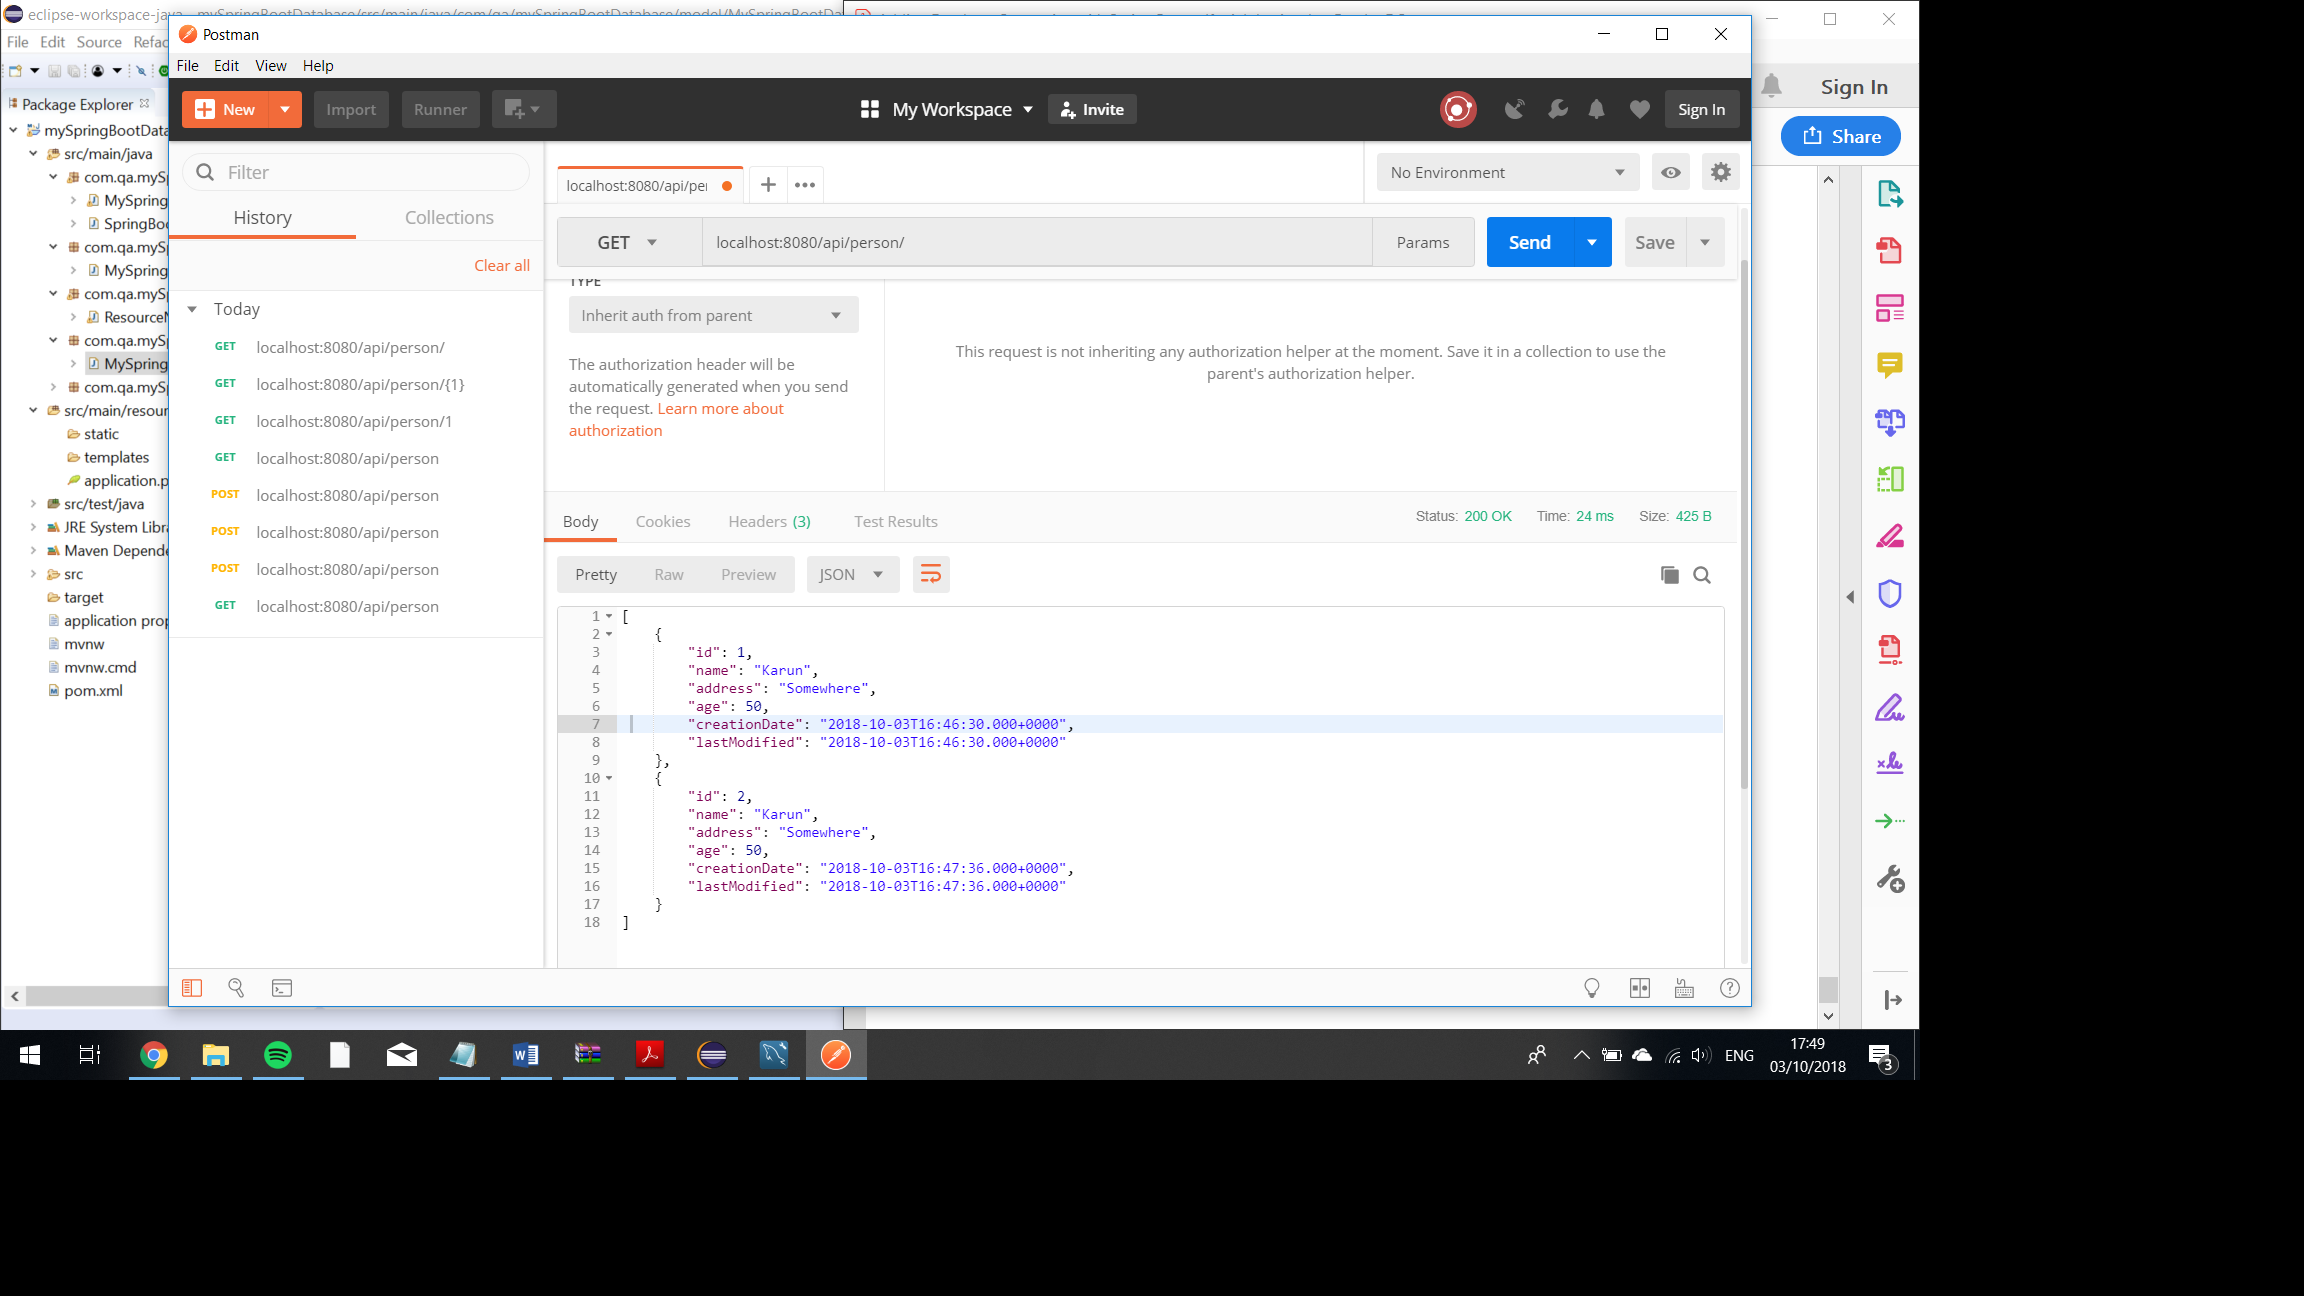 eclipse-workspace-java - mySpringBootDatabase/src/main/java/com/qa/mySpringBootDatabase/model/MySpringBootDa
File Edit Source Refac
Package Explorer
mySpringBootData
src/main/java
com.qa.mySp
MySpring
SpringBoo
com.qa.mySp
MySpring
com.qa.mySp
ResourceN
com.qa.mySp
MySpring
com.qa.mySp
src/main/resour
static
templates
application.p
src/test/java
JRE System Libra
Maven Depende
src
target
application prop
mvnw
mvnw.cmd
pom.xml
Postman
File Edit View Help
New Import Runner My Workspace Invite Sign In
Filter
History Collections
Clear all
Today
GET localhost:8080/api/person/
GET localhost:8080/api/person/{1}
GET localhost:8080/api/person/1
GET localhost:8080/api/person
POST localhost:8080/api/person
POST localhost:8080/api/person
POST localhost:8080/api/person
GET localhost:8080/api/person
localhost:8080/api/per
No Environment
GET localhost:8080/api/person/ Params Send Save
TYPE
Inherit auth from parent
The authorization header will be
automatically generated when you send
the request. Learn more about
authorization
This request is not inheriting any authorization helper at the moment. Save it in a collection to use the
parent's authorization helper.
Body Cookies Headers (3) Test Results Status: 200 OK Time: 24 ms Size: 425 B
Pretty Raw Preview JSON
1 [
2 {
3 "id": 1,
4 "name": "Karun",
5 "address": "Somewhere",
6 "age": 50,
7 "creationDate": "2018-10-03T16:46:30.000+0000",
8 "lastModified": "2018-10-03T16:46:30.000+0000"
9 },
10 {
11 "id": 2,
12 "name": "Karun",
13 "address": "Somewhere",
14 "age": 50,
15 "creationDate": "2018-10-03T16:47:36.000+0000",
16 "lastModified": "2018-10-03T16:47:36.000+0000"
17 }
18 ]
Sign In
Share
ENG
17:49
03/10/2018
3